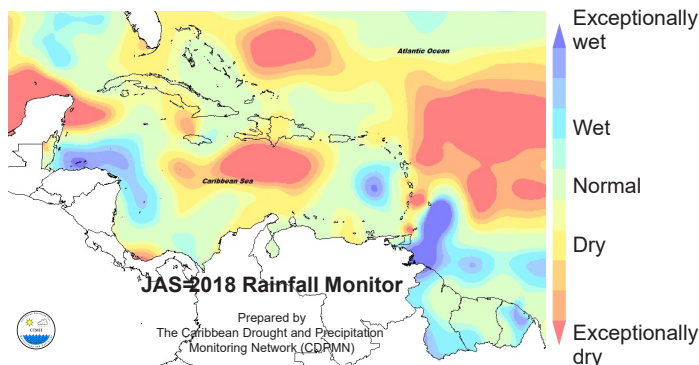 Atlantic Ocean
Caribbean Sea
JAS=2018 Rainfall Monitor
Prepared by
The Caribbean Drought and Precipitation
Monitoring Network (CDPMN)
CIMH
Exceptionally
wet
Wet
Normal
Dry
Exceptionally
dry